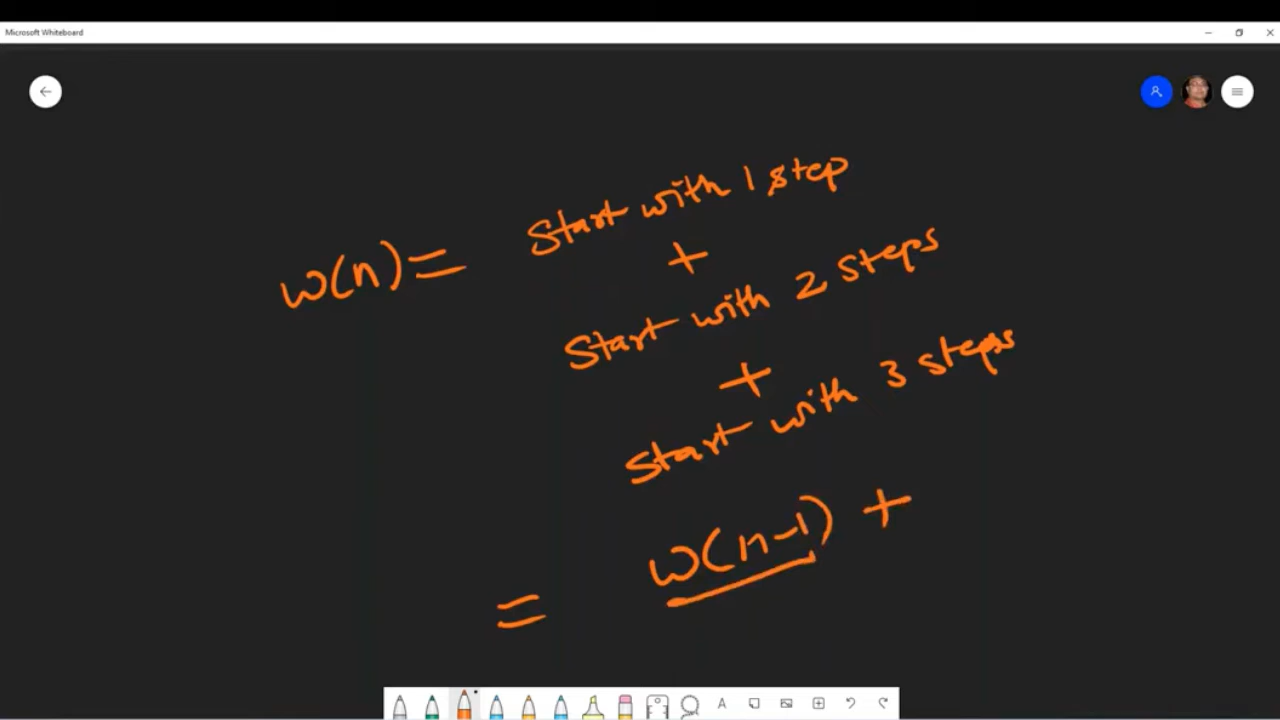 Microsoft Whiteboard
Start with 1 step
+
w(n) =
Start with 2 steps
+
Start with 3 steps
= w(n-1) +
A